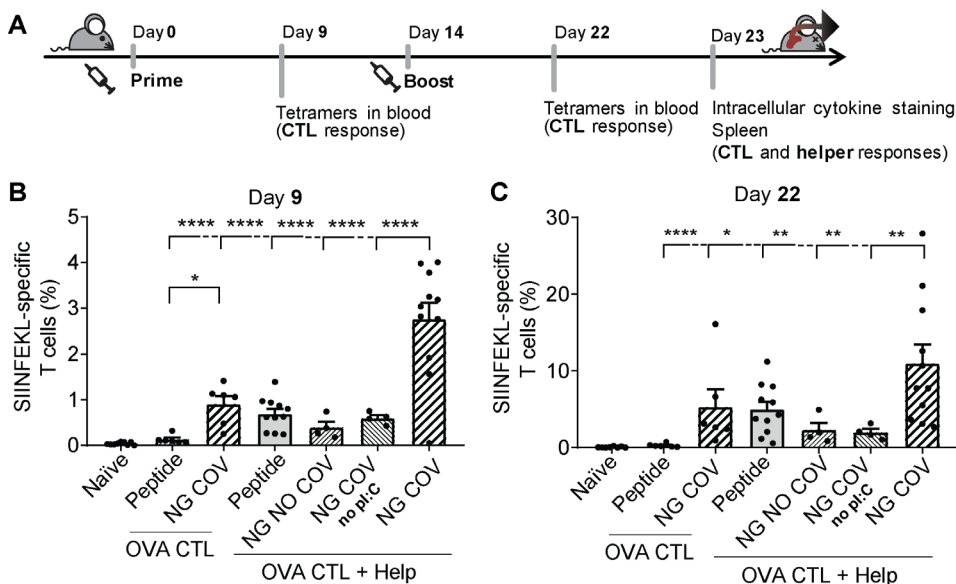 A
Day 0
Day 9
Day 14
Day 22
Day 23
Prime
Boost
Tetramers in blood
(CTL response)
Tetramers in blood
(CTL response)
Intracellular cytokine staining
Spleen
(CTL and helper responses)
B
Day 9
**** **** **** **** ****
*
5
4
3
2
1
0
SIINFEKL-specific
T cells (%)
Naïve
Peptide
NG COV
Peptide
NG NO COV
NG COV
no pI:C
NG COV
OVA CTL
OVA CTL + Help
C
Day 22
**** * ** ** **
30
20
10
0
SIINFEKL-specific
T cells (%)
Naïve
Peptide
NG COV
Peptide
NG NO COV
NG COV
no pI:C
NG COV
OVA CTL
OVA CTL + Help